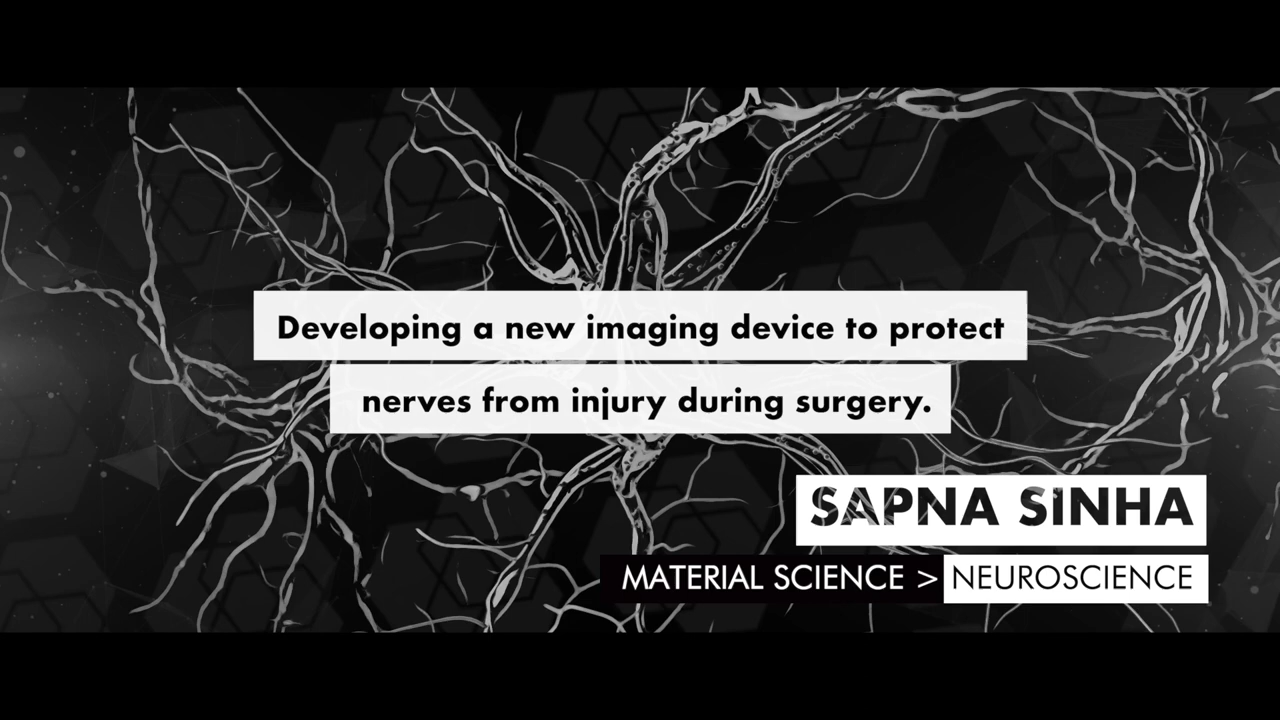 Developing a new imaging device to protect
nerves from injury during surgery.
SAPNA SINHA
MATERIAL SCIENCE > NEUROSCIENCE